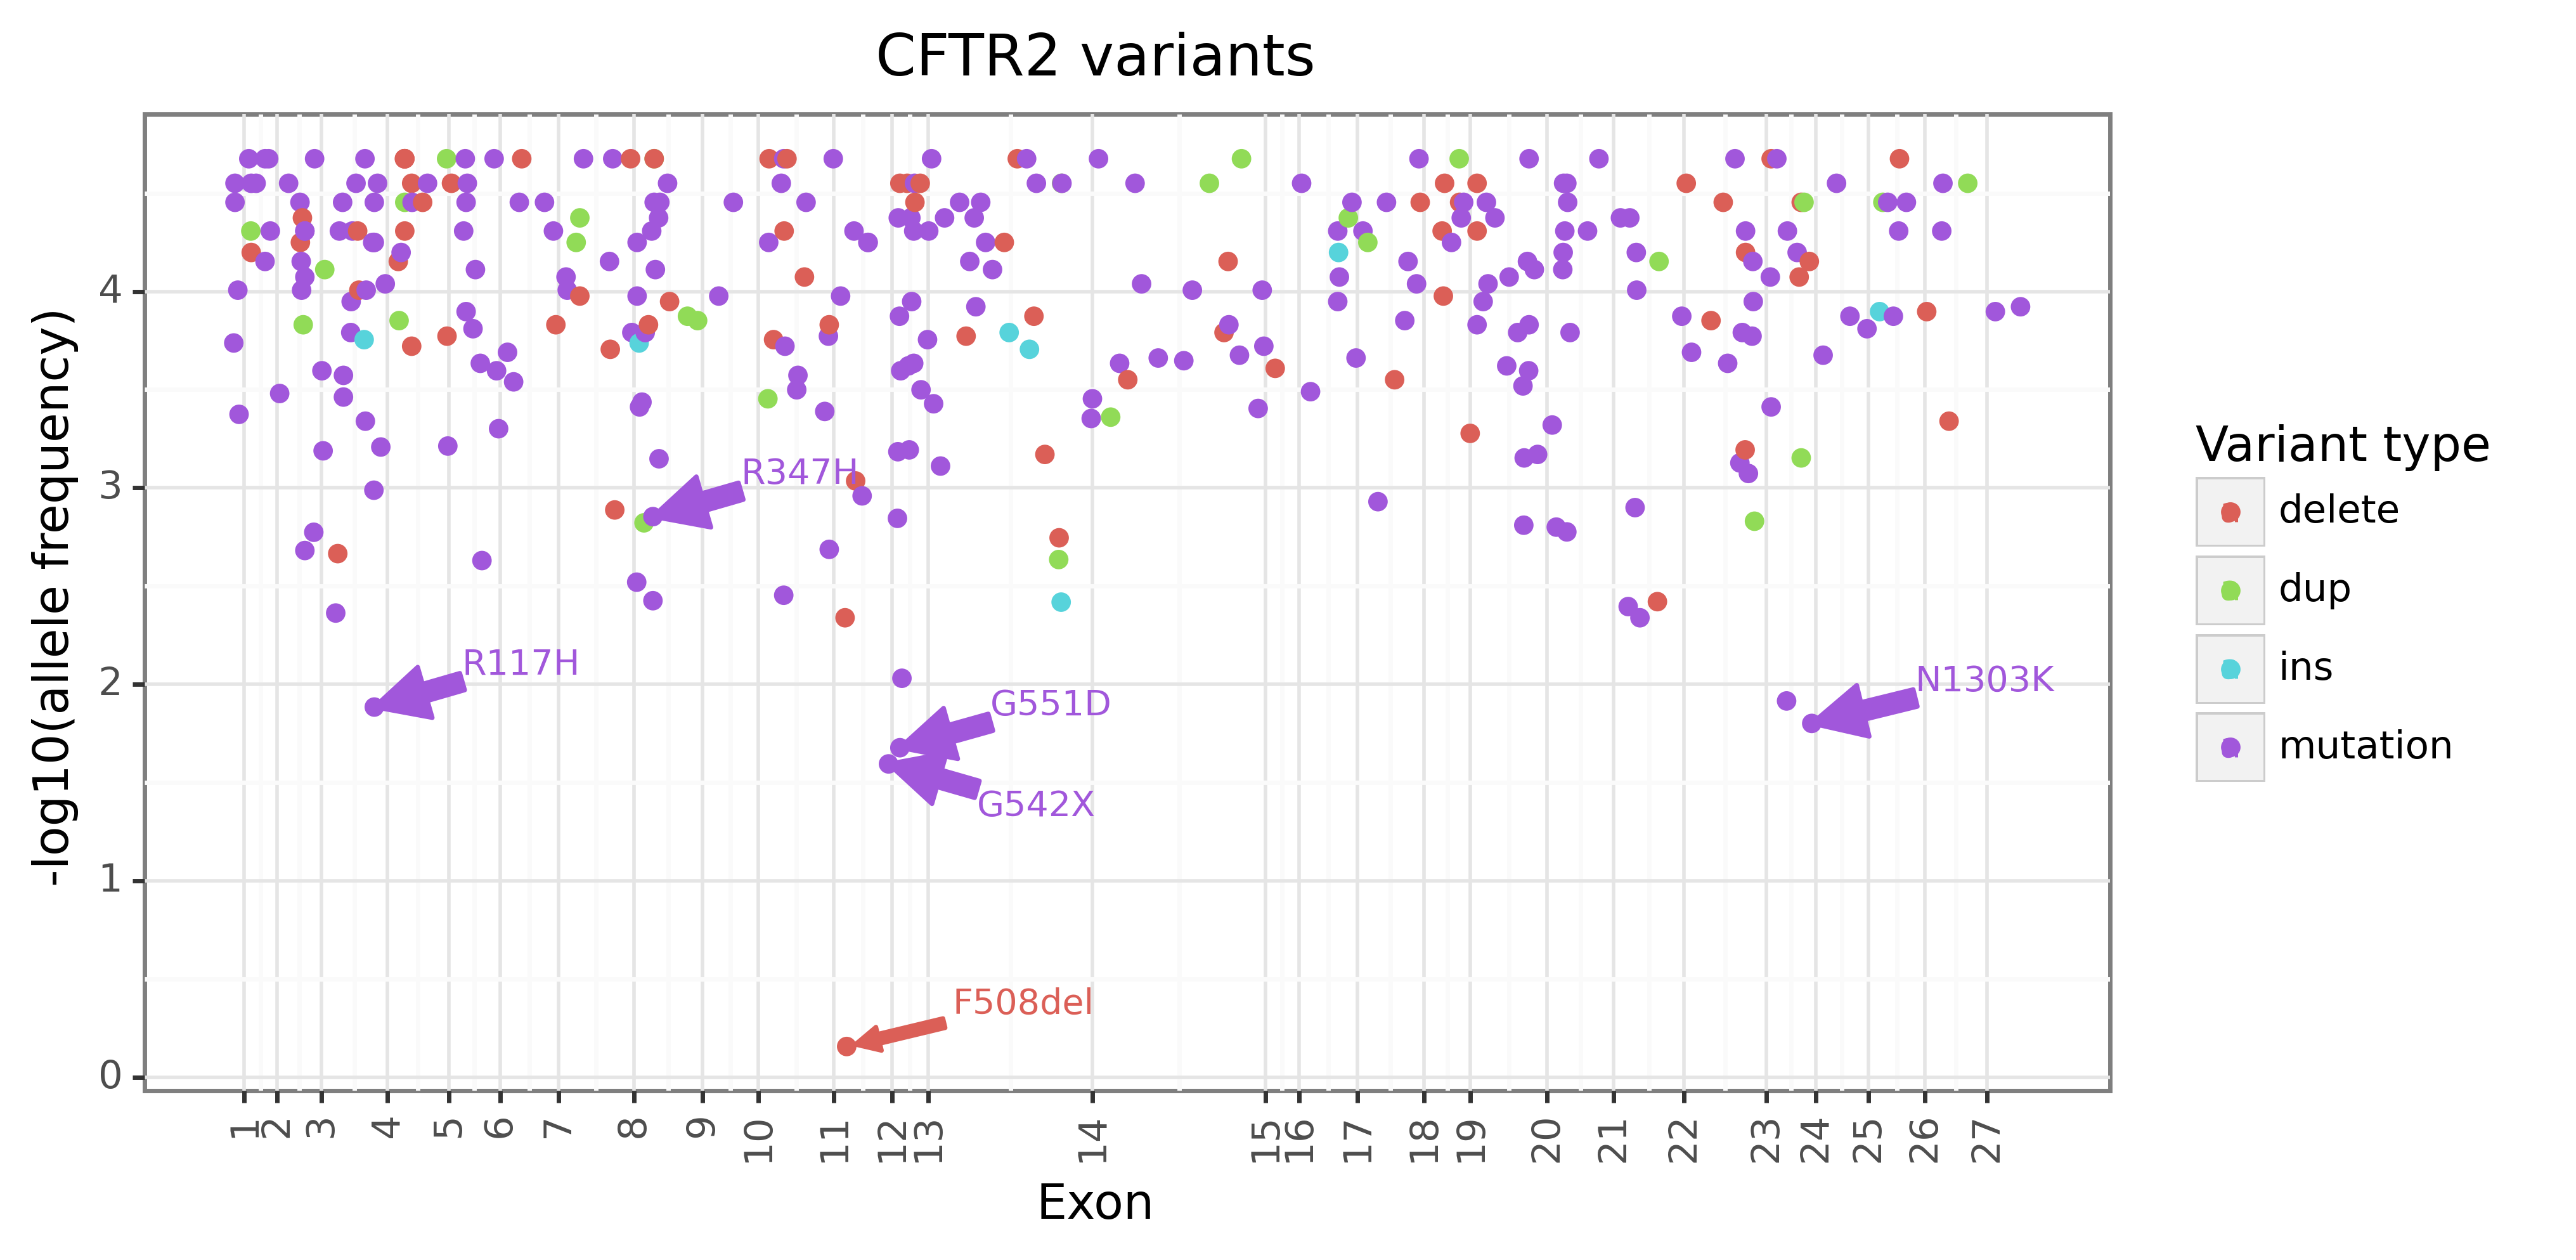 CFTR2 variants
-log10(allele frequency)
4
3
2
1
0
R347H
R117H
G551D
G542X
N1303K
F508del
1 2 3 4 5 6 7 8 9 10 11 12 13 14 15 16 17 18 19 20 21 22 23 24 25 26 27
Exon
Variant type
delete
dup
ins
mutation